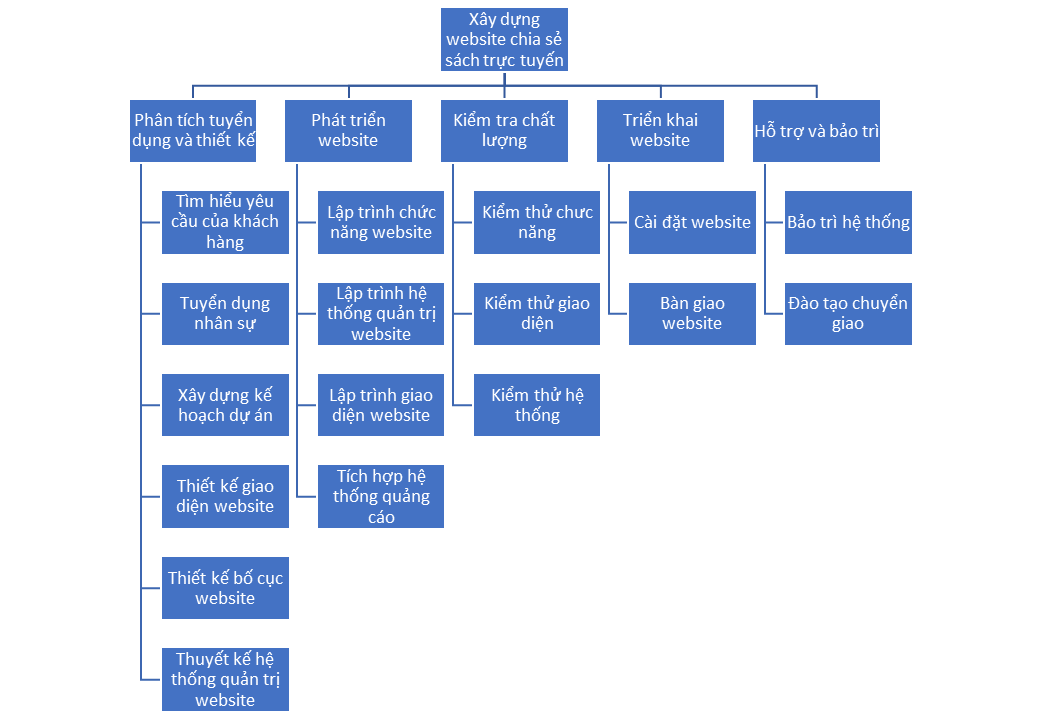 Xây dựng
website chia sẻ
sách trực tuyến
Phân tích tuyển
dụng và thiết kế
Tìm hiểu yêu
cầu của khách
hàng
Tuyển dụng
nhân sự
Xây dựng kế
hoạch dự án
Thiết kế giao
diện website
Thiết kế bố cục
website
Thuyết kế hệ
thống quản trị
website
Phát triển
website
Lập trình chức
năng website
Lập trình hệ
thống quản trị
website
Lập trình giao
diện website
Tích hợp hệ
thống quảng
cáo
Kiểm tra chất
lượng
Kiểm thử chưc
năng
Kiểm thử giao
diện
Kiểm thử hệ
thống
Triển khai
website
Cài đặt website
Bàn giao
website
Hỗ trợ và bảo trì
Bảo trì hệ thống
Đào tạo chuyển
giao